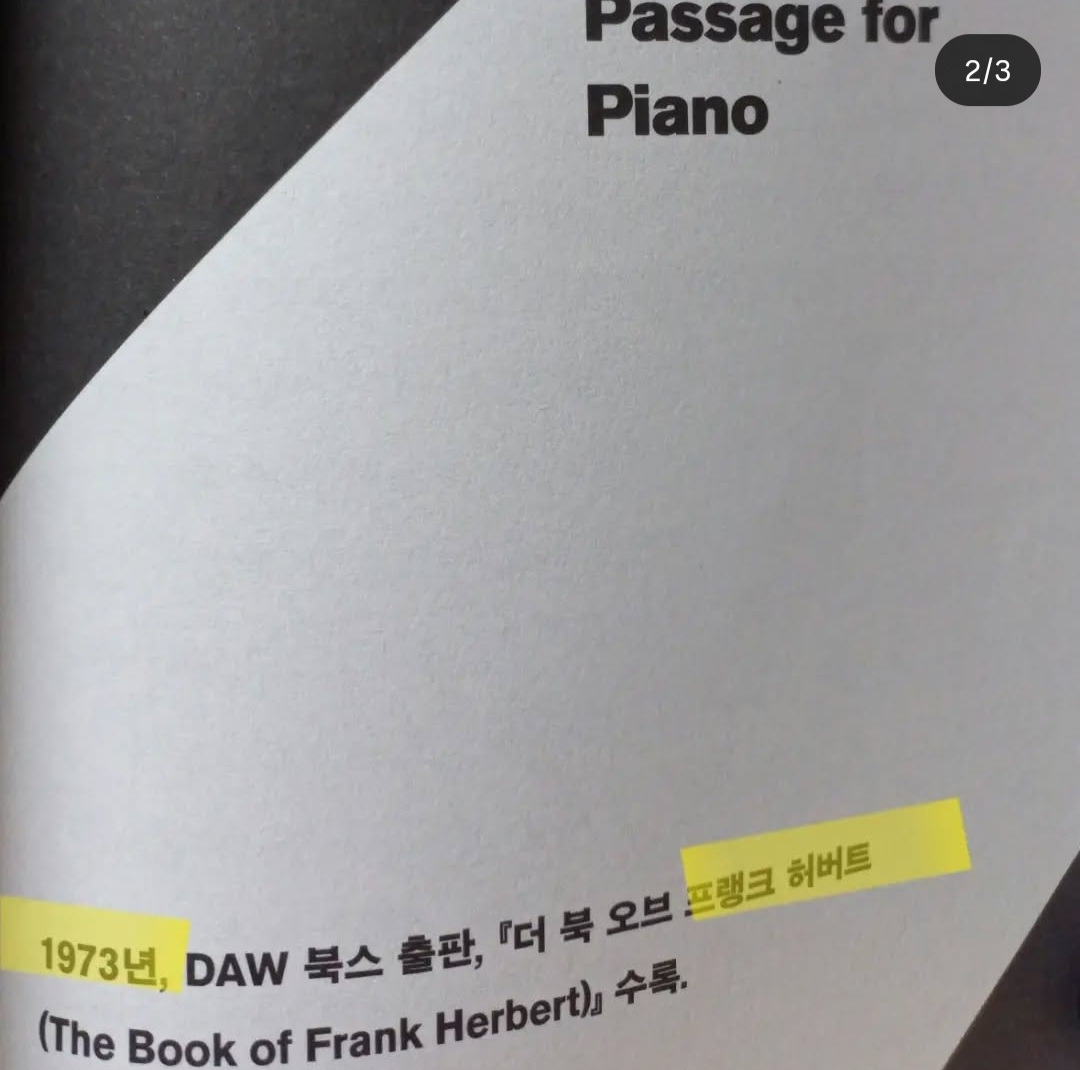 Passage for
2/3
Piano
1973년, DAW 북스 출판, 『더 북 오브 프랭크 허버트
(The Book of Frank Herbert)』 수록.